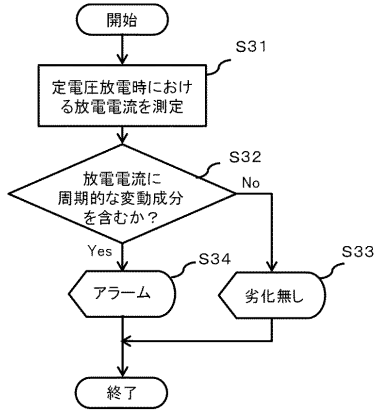 開始
S31
定電圧放電時におけ
る放電電流を測定
S32
放電電流に
周期的な変動成分
を含むか?
No
Yes
S34
アラーム
S33
劣化無し
終了